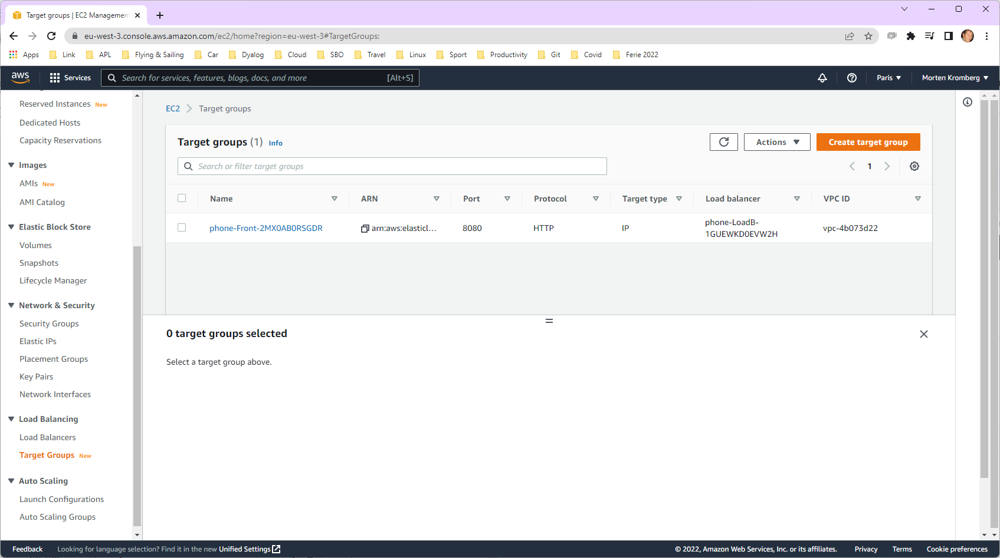 Target groups | EC2 Management
eu-west-3.console.aws.amazon.com/ec2/home?region=eu-west-3#TargetGroups:
Apps Link APL Flying & Sailing Car Dyalog Cloud SBO Travel Linux Sport Productivity Git Covid Ferie 2022
aws Services Search for services, features, blogs, docs, and more [Alt+S] Paris Morten Kromberg
Reserved Instances New
Dedicated Hosts
Capacity Reservations
Images
AMIs New
AMI Catalog
Elastic Block Store
Volumes
Snapshots
Lifecycle Manager
Network & Security
Security Groups
Elastic IPs
Placement Groups
Key Pairs
Network Interfaces
Load Balancing
Load Balancers
Target Groups New
Auto Scaling
Launch Configurations
Auto Scaling Groups
EC2 Target groups
Target groups (1) Info Actions Create target group
Search or filter target groups 1
Name ARN Port Protocol Target type Load balancer VPC ID
phone-Front-2MX0AB0RSGDR arn:aws:elasticl... 8080 HTTP IP phone-LoadB- vpc-4b073d22
1GUEWKD0EVW2H
0 target groups selected
Select a target group above.
Feedback Looking for language selection? Find it in the new Unified Settings © 2022, Amazon Web Services, Inc. or its affiliates. Privacy Terms Cookie preferences